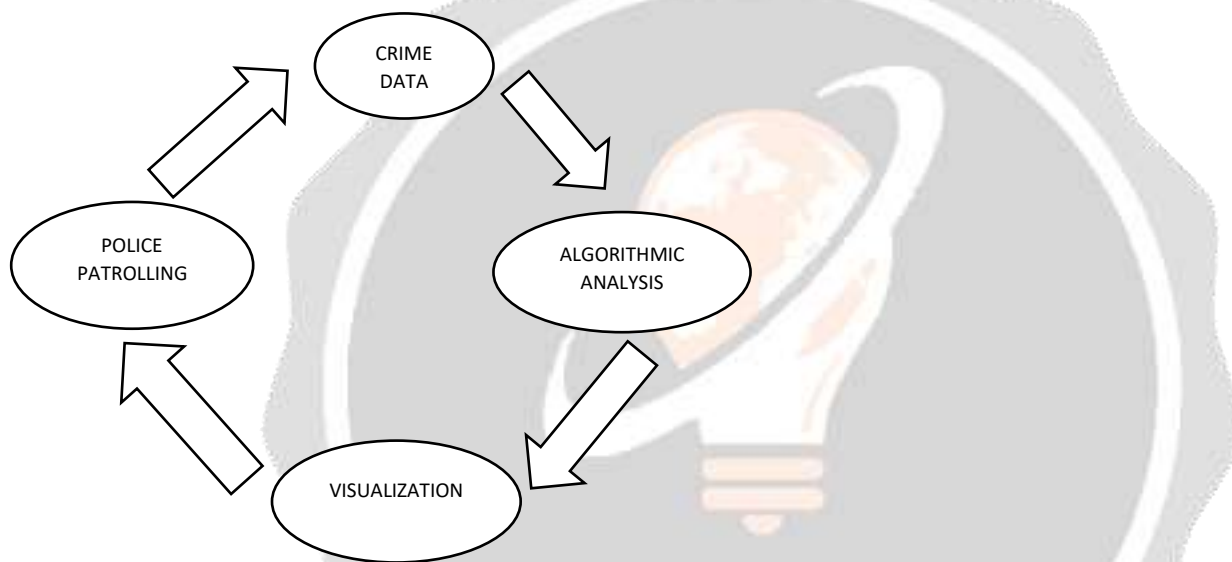 CRIME
DATA
ALGORITHMIC
ANALYSIS
VISUALIZATION
POLICE
PATROLLING